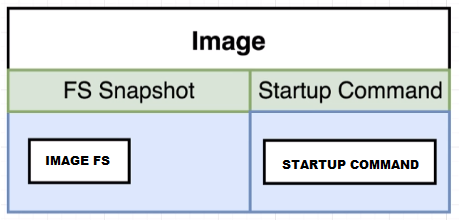 Image
FS Snapshot
Startup Command
IMAGE FS
STARTUP COMMAND